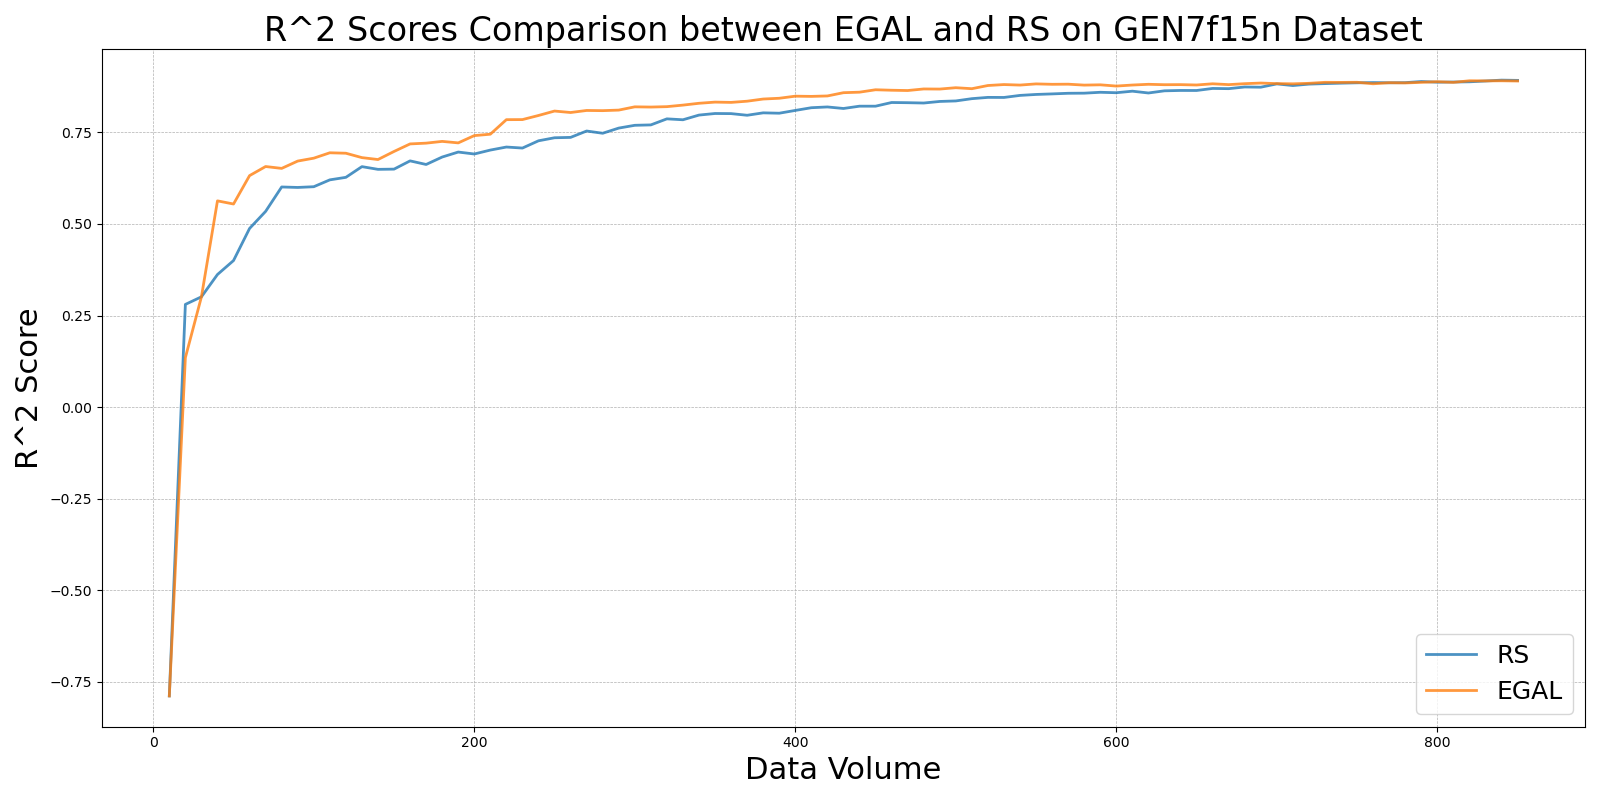 R^2 Scores Comparison between EGAL and RS on GEN7f15n Dataset
R^2 Score
0.75
0.50
0.25
0.00
−0.25
−0.50
−0.75
RS
EGAL
0 200 400 600 800
Data Volume